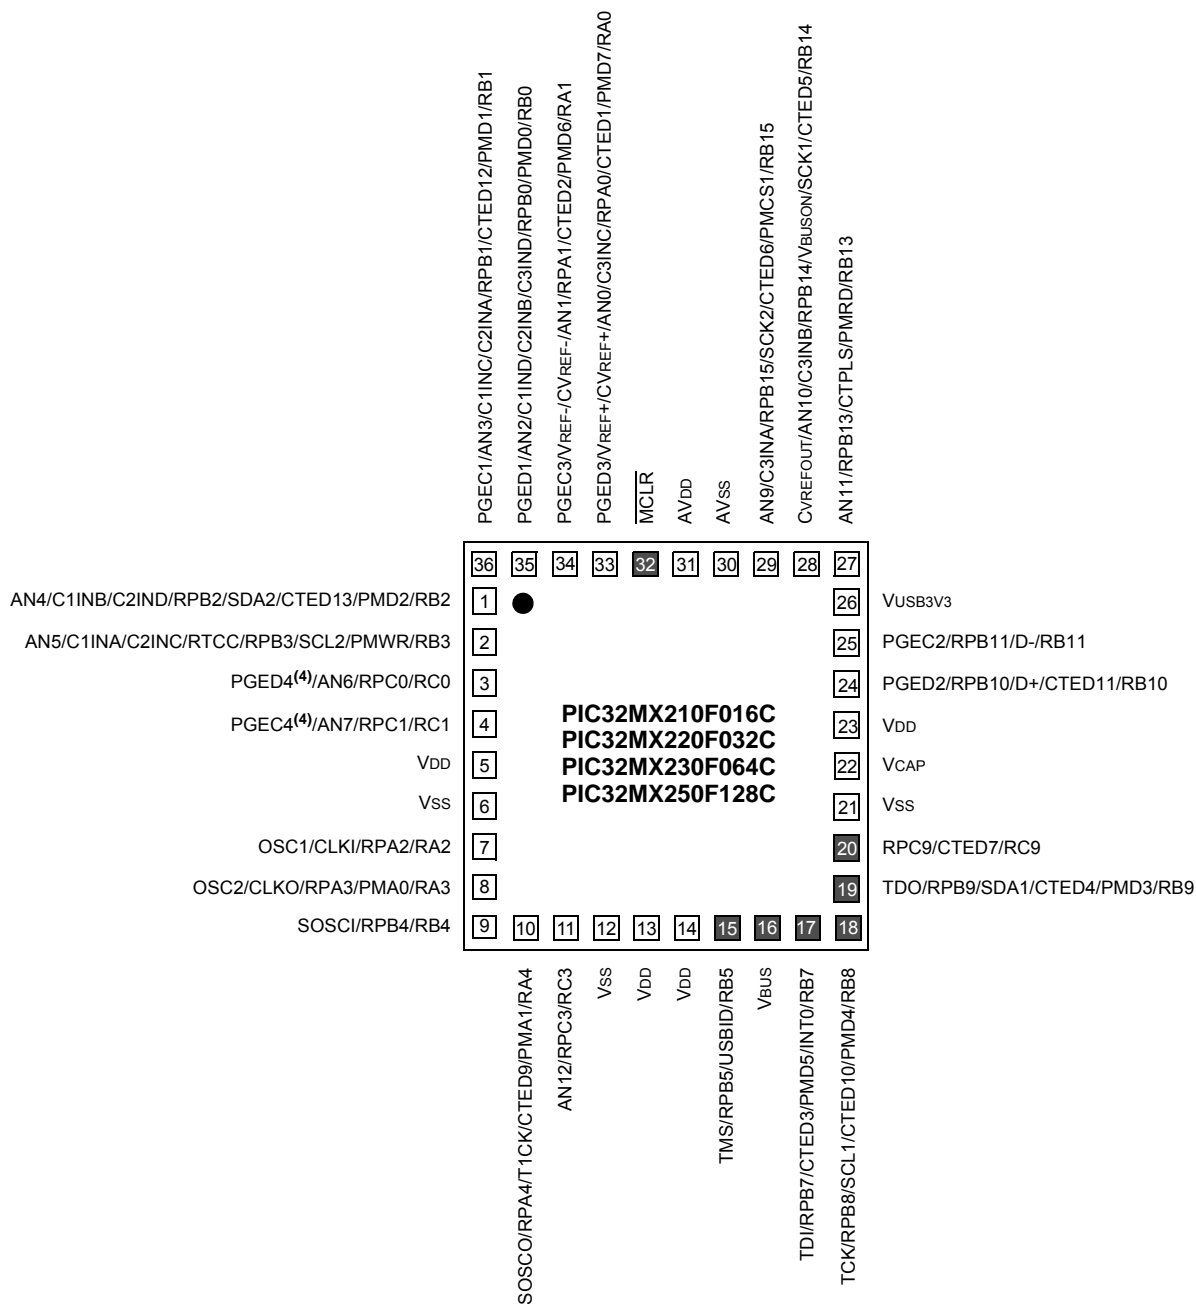 PGEC1/AN3/C1INC/C2INA/RPB1/CTED12/PMD1/RB1
PGED1/AN2/C1IND/C2INB/C3IND/RPB0/PMD0/RB0
PGEC3/VREF-/CVREF-/AN1/RPA1/CTED2/PMD6/RA1
PGED3/VREF+/CVREF+/AN0/C3INC/RPA0/CTED1/PMD7/RA0
MCLR
AVDD
AVSS
AN9/C3INA/RPB15/SCK2/CTED6/PMCS1/RB15
CVREFOUT/AN10/C3INB/RPB14/VBUSON/SCK1/CTED5/RB14
AN11/RPB13/CTPLS/PMRD/RB13
36 35 34 33 32 31 30 29 28 27
AN4/C1INB/C2IND/RPB2/SDA2/CTED13/PMD2/RB2 1
26 VUSB3V3
AN5/C1INA/C2INC/RTCC/RPB3/SCL2/PMWR/RB3 2
25 PGEC2/RPB11/D-/RB11
PGED4(4)/AN6/RPC0/RC0 3
24 PGED2/RPB10/D+/CTED11/RB10
PGEC4(4)/AN7/RPC1/RC1 4
23 VDD
PIC32MX210F016C
PIC32MX220F032C
PIC32MX230F064C
PIC32MX250F128C
VDD 5
22 VCAP
VSS 6
21 VSS
OSC1/CLKI/RPA2/RA2 7
20 RPC9/CTED7/RC9
OSC2/CLKO/RPA3/PMA0/RA3 8
19 TDO/RPB9/SDA1/CTED4/PMD3/RB9
SOSCI/RPB4/RB4 9
10 11 12 13 14 15 16 17 18
SOSCO/RPA4/T1CK/CTED9/PMA1/RA4
AN12/RPC3/RC3
VSS
VDD
VDD
TMS/RPB5/USBID/RB5
VBUS
TDI/RPB7/CTED3/PMD5/INT0/RB7
TCK/RPB8/SCL1/CTED10/PMD4/RB8